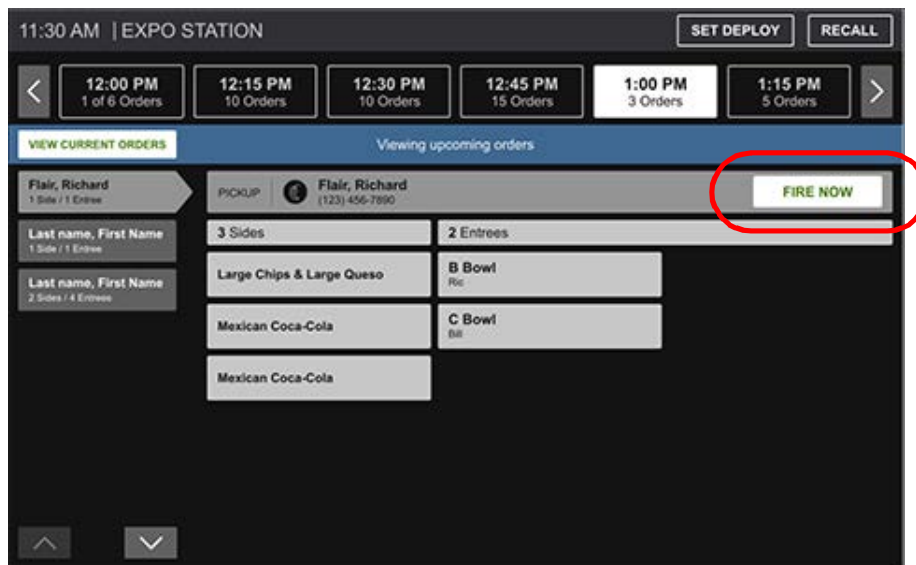 11:30 AM | EXPO STATION
SET DEPLOY
RECALL
12:00 PM
1 of 6 Orders
12:15 PM
10 Orders
12:30 PM
10 Orders
12:45 PM
15 Orders
1:00 PM
3 Orders
1:15 PM
5 Orders
VIEW CURRENT ORDERS
Viewing upcoming orders
Flair, Richard
1 Side / 1 Entree
Last name, First Name
1 Side / 1 Entree
Last name, First Name
2 Sides / 4 Entrees
PICKUP
Flair, Richard
(123) 456-7890
FIRE NOW
3 Sides
2 Entrees
Large Chips & Large Queso
B Bowl
Ric
Mexican Coca-Cola
C Bowl
Bill
Mexican Coca-Cola